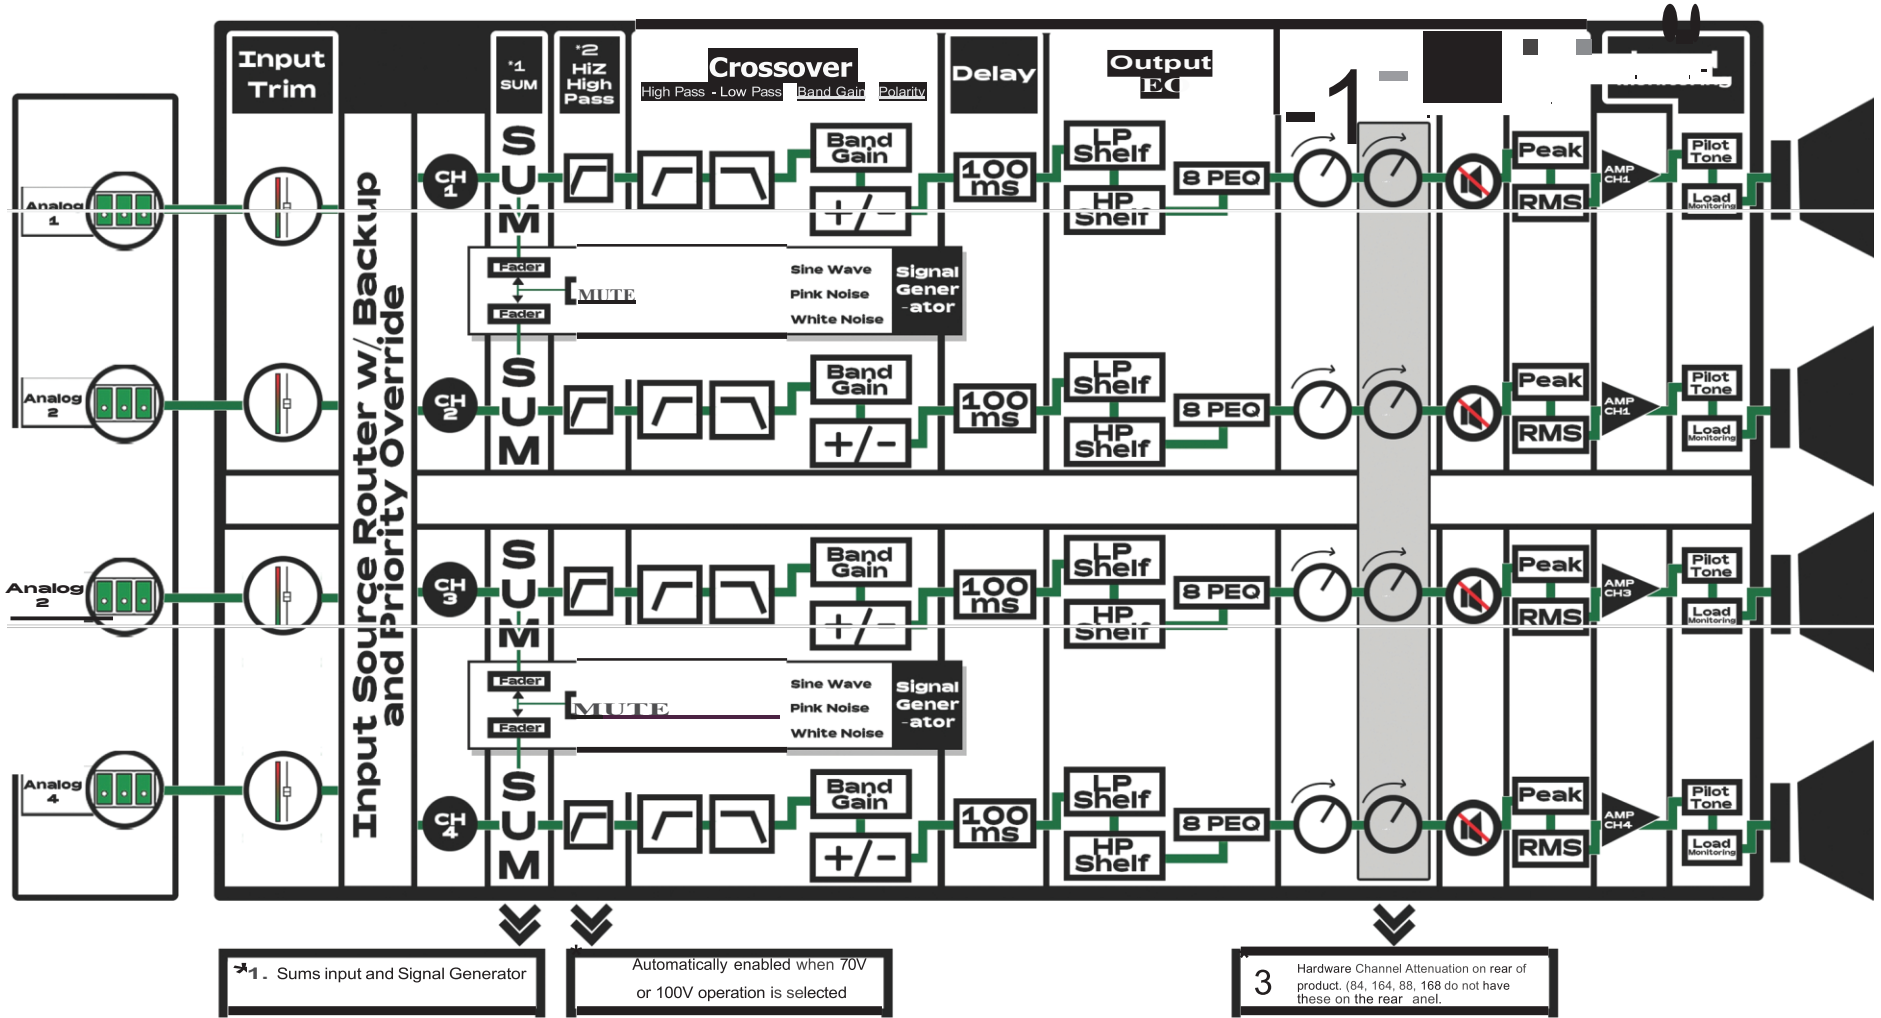 Input
Trim
*1
SUM
*2
HiZ
High
Pass
Crossover
High Pass - Low Pass Band Gain Polarity
Delay
Output
-1
Input Source Router w/ Backup
and Priority Override
Analog
1
CH
1
SUM
Band
Gain
+/-
100
ms
LP
Shelf
HP
Shelf
8 PEQ
Peak
RMS
AMP
CH1
Pilot
Tone
Load
Monitoring
Fader
MUTE
Fader
Sine Wave
Pink Noise
White Noise
Signal
Gener
-ator
Analog
2
CH
2
SUM
Band
Gain
+/-
100
ms
LP
Shelf
HP
Shelf
8 PEQ
Peak
RMS
AMP
CH1
Pilot
Tone
Load
Monitoring
Analog
2
CH
3
SUM
Band
Gain
+/-
100
ms
LP
Shelf
HP
Shelf
8 PEQ
Peak
RMS
AMP
CH3
Pilot
Tone
Load
Monitoring
Fader
MUTE
Fader
Sine Wave
Pink Noise
White Noise
Signal
Gener
-ator
Analog
4
CH
4
SUM
Band
Gain
+/-
100
ms
LP
Shelf
HP
Shelf
8 PEQ
Peak
RMS
AMP
CH4
Pilot
Tone
Load
Monitoring
*1. Sums input and Signal Generator
*
Automatically enabled when 70V
or 100V operation is selected
*
3
Hardware Channel Attenuation on rear of
product. (84, 164, 88, 168 do not have
these on the rear anel.